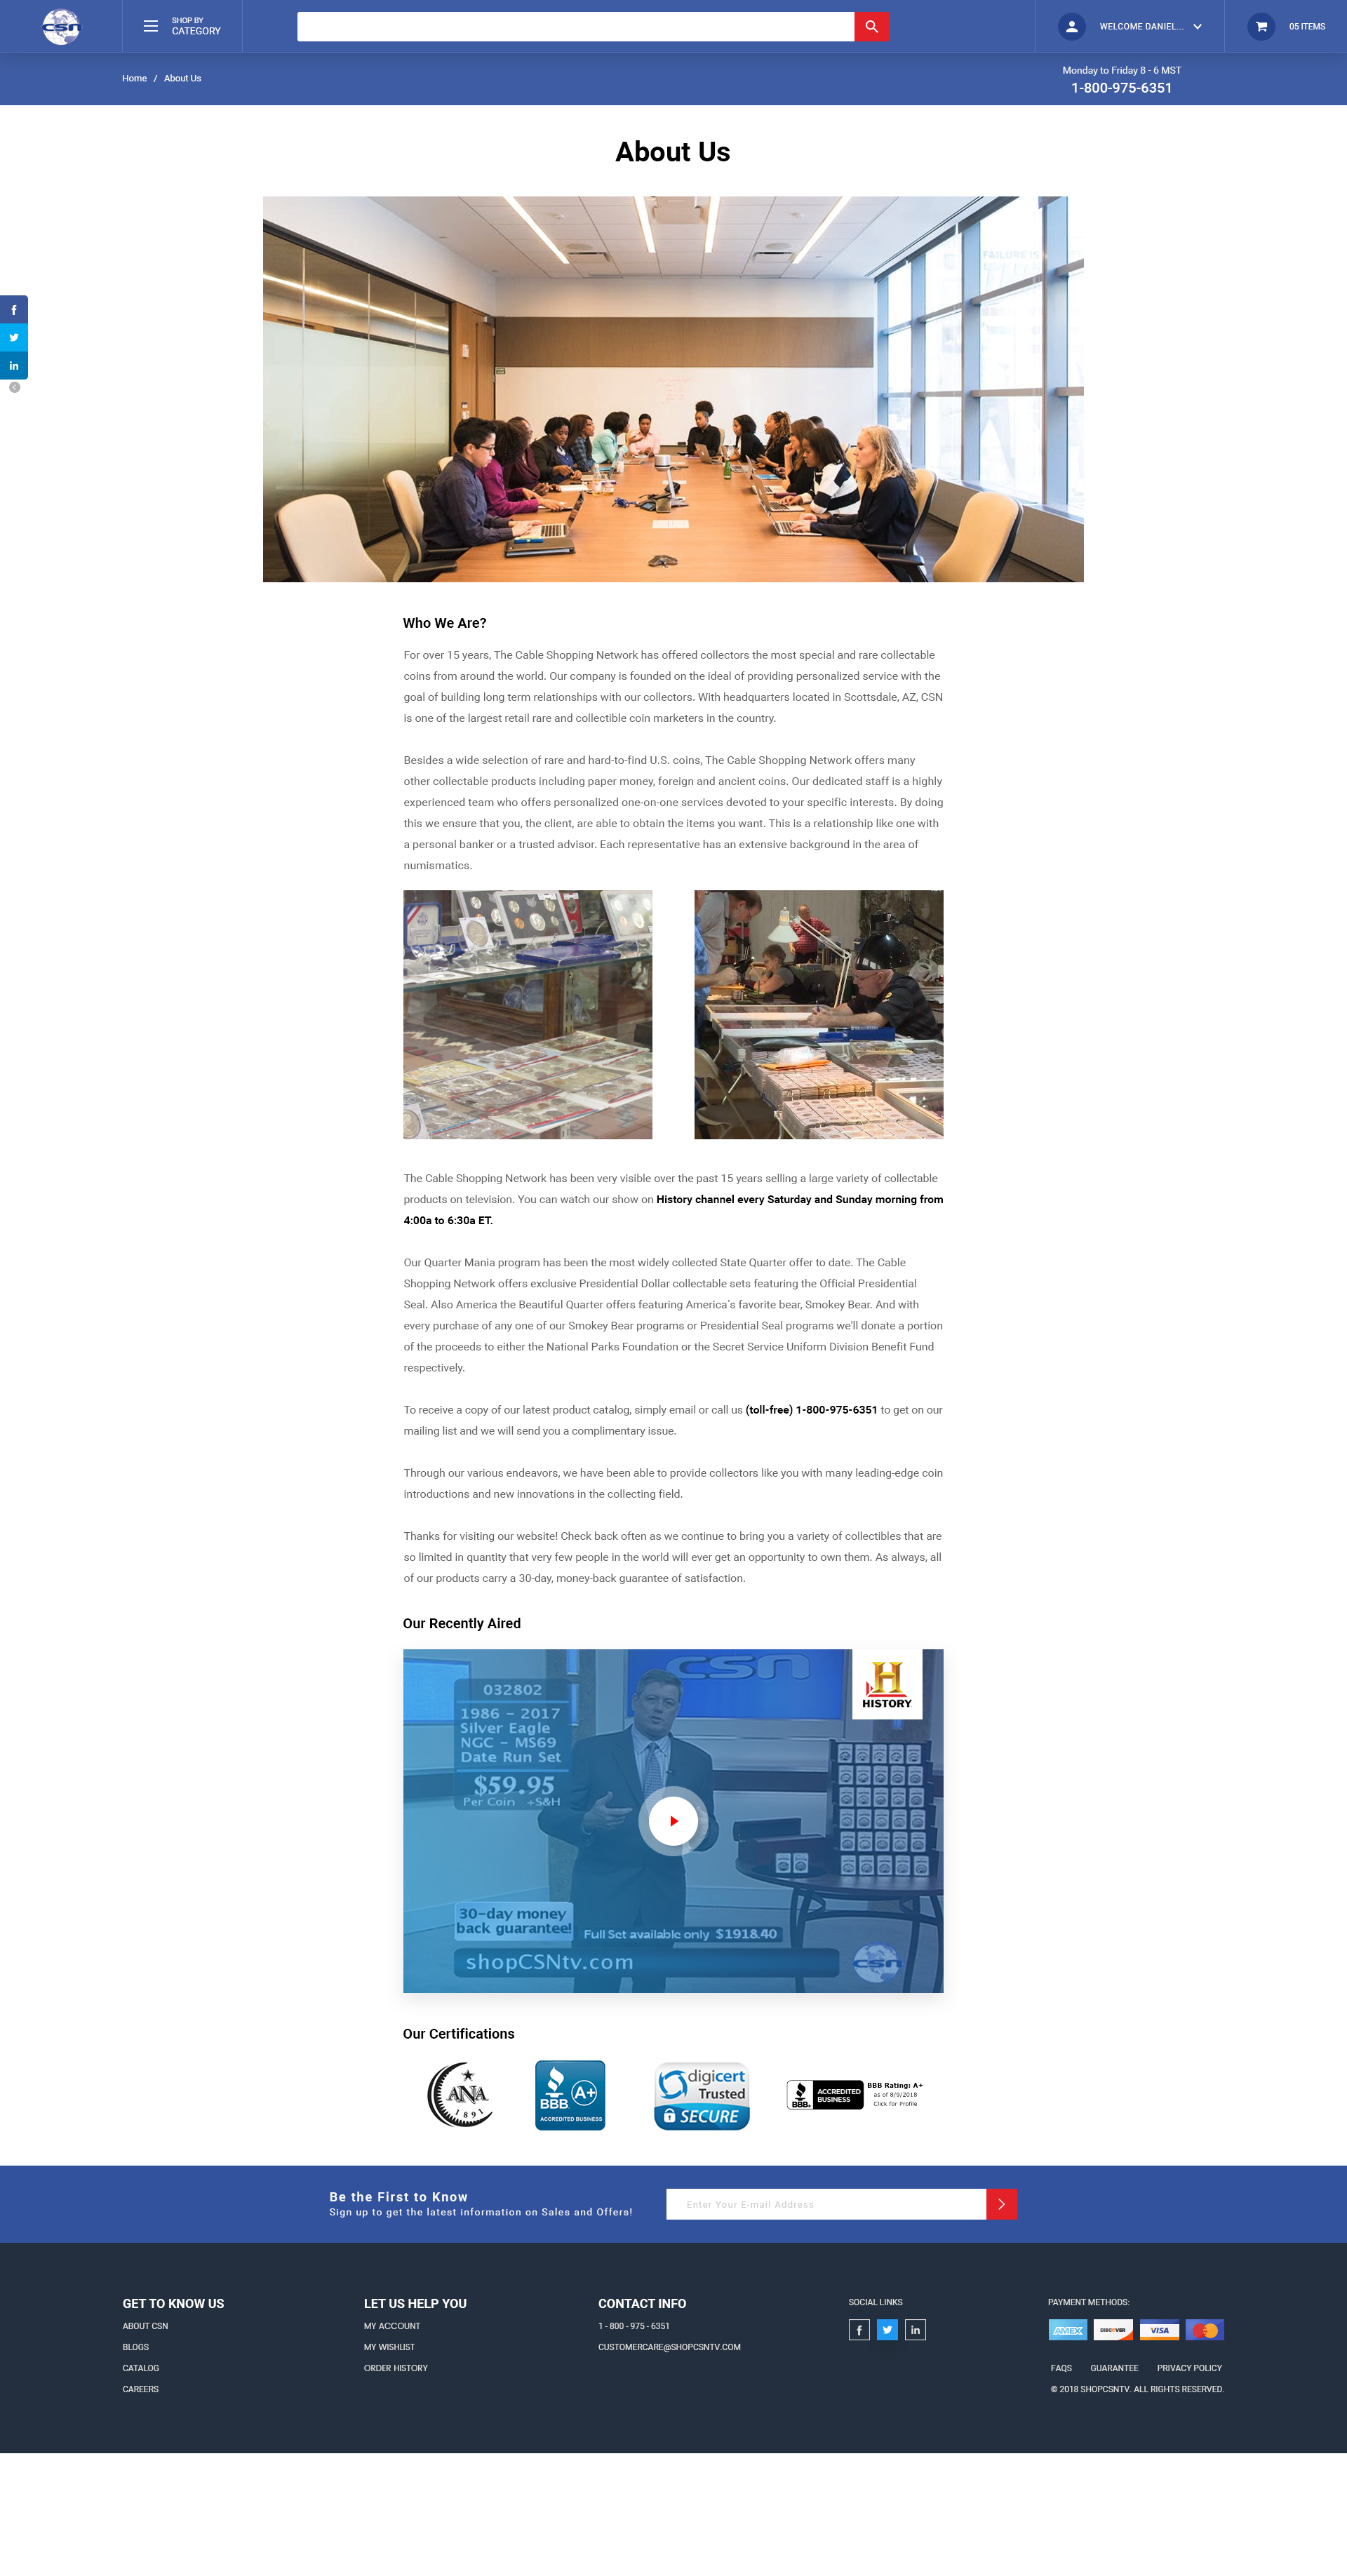 csn
SHOP BY
CATEGORY
WELCOME DANIEL...
05 ITEMS
Home / About Us
Monday to Friday 8 - 6 MST
1-800-975-6351
About Us
FAILURE IS
Who We Are?
For over 15 years, The Cable Shopping Network has offered collectors the most special and rare collectable
coins from around the world. Our company is founded on the ideal of providing personalized service with the
goal of building long term relationships with our collectors. With headquarters located in Scottsdale, AZ, CSN
is one of the largest retail rare and collectible coin marketers in the country.
Besides a wide selection of rare and hard-to-find U.S. coins, The Cable Shopping Network offers many
other collectable products including paper money, foreign and ancient coins. Our dedicated staff is a highly
experienced team who offers personalized one-on-one services devoted to your specific interests. By doing
this we ensure that you, the client, are able to obtain the items you want. This is a relationship like one with
a personal banker or a trusted advisor. Each representative has an extensive background in the area of
numismatics.
The Cable Shopping Network has been very visible over the past 15 years selling a large variety of collectable
products on television. You can watch our show on History channel every Saturday and Sunday morning from
4:00a to 6:30a ET.
Our Quarter Mania program has been the most widely collected State Quarter offer to date. The Cable
Shopping Network offers exclusive Presidential Dollar collectable sets featuring the Official Presidential
Seal. Also America the Beautiful Quarter offers featuring America's favorite bear, Smokey Bear. And with
every purchase of any one of our Smokey Bear programs or Presidential Seal programs we'll donate a portion
of the proceeds to either the National Parks Foundation or the Secret Service Uniform Division Benefit Fund
respectively.
To receive a copy of our latest product catalog, simply email or call us (toll-free) 1-800-975-6351 to get on our
mailing list and we will send you a complimentary issue.
Through our various endeavors, we have been able to provide collectors like you with many leading-edge coin
introductions and new innovations in the collecting field.
Thanks for visiting our website! Check back often as we continue to bring you a variety of collectibles that are
so limited in quantity that very few people in the world will ever get an opportunity to own them. As always, all
of our products carry a 30-day, money-back guarantee of satisfaction.
Our Recently Aired
csn
H
HISTORY.
032802
1986 - 2017
Silver Eagle
NGC - MS69
Date Run Set
$59.95
Per Coin +S&H
30-day money
back guarantee!
Full Set available only $1918.40
shopCSNtv.com
csn
Our Certifications
ANA
1891
BBB A+
ACCREDITED BUSINESS
digicert
Trusted
SECURE
BBB
ACCREDITED
BUSINESS
BBB Rating: A+
as of 8/9/2018
Click for Profile
Be the First to Know
Sign up to get the latest information on Sales and Offers!
Enter Your E-mail Address
GET TO KNOW US
ABOUT CSN
BLOGS
CATALOG
CAREERS
LET US HELP YOU
MY ACCOUNT
MY WISHLIST
ORDER HISTORY
CONTACT INFO
1 - 800 - 975 - 6351
CUSTOMERCARE@SHOPCSNTV.COM
SOCIAL LINKS
PAYMENT METHODS:
AMEX DISCOVER VISA
FAQS GUARANTEE PRIVACY POLICY
© 2018 SHOPCSNTV. ALL RIGHTS RESERVED.